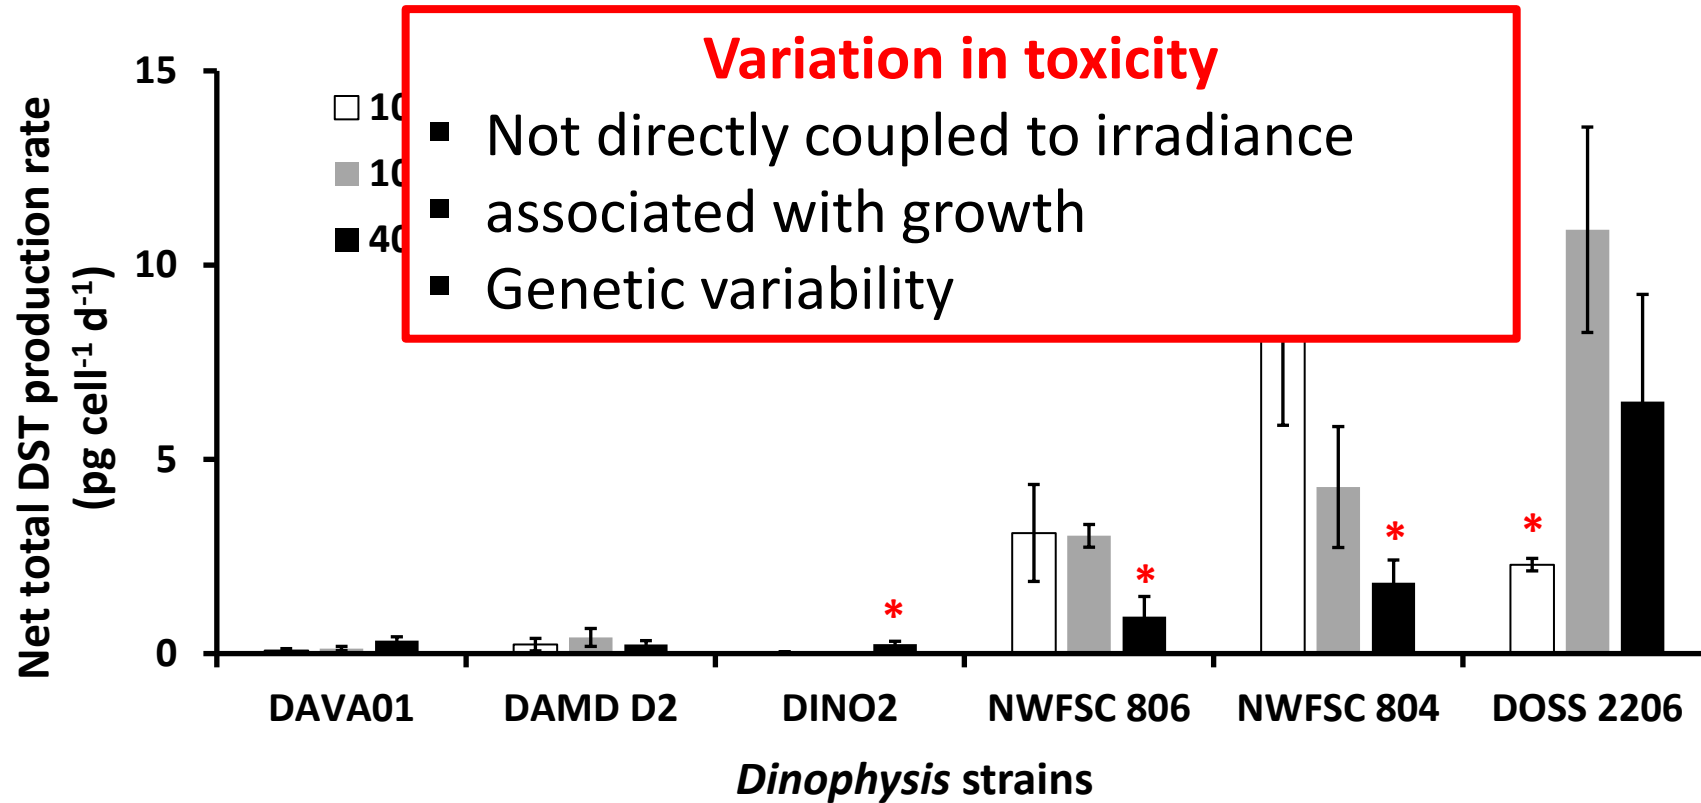 Variation in toxicity
▪ Not directly coupled to irradiance
▪ associated with growth
▪ Genetic variability
Net total DST production rate
(pg cell⁻¹ d⁻¹)
15
10
5
0
DAVA01 DAMD D2 DINO2 NWFSC 806 NWFSC 804 DOSS 2206
* * * *
Dinophysis strains